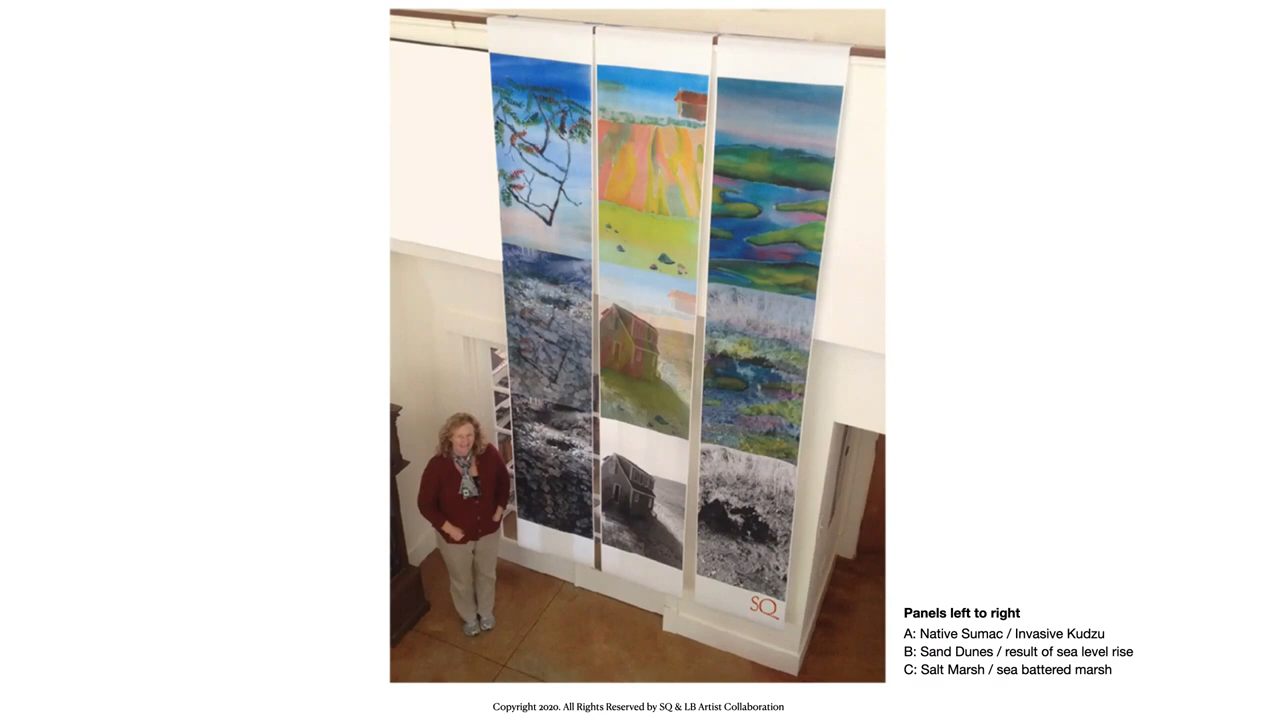 SQ
Panels left to right
A: Native Sumac / Invasive Kudzu
B: Sand Dunes / result of sea level rise
C: Salt Marsh / sea battered marsh
Copyright 2020. All Rights Reserved by SQ & LB Artist Collaboration